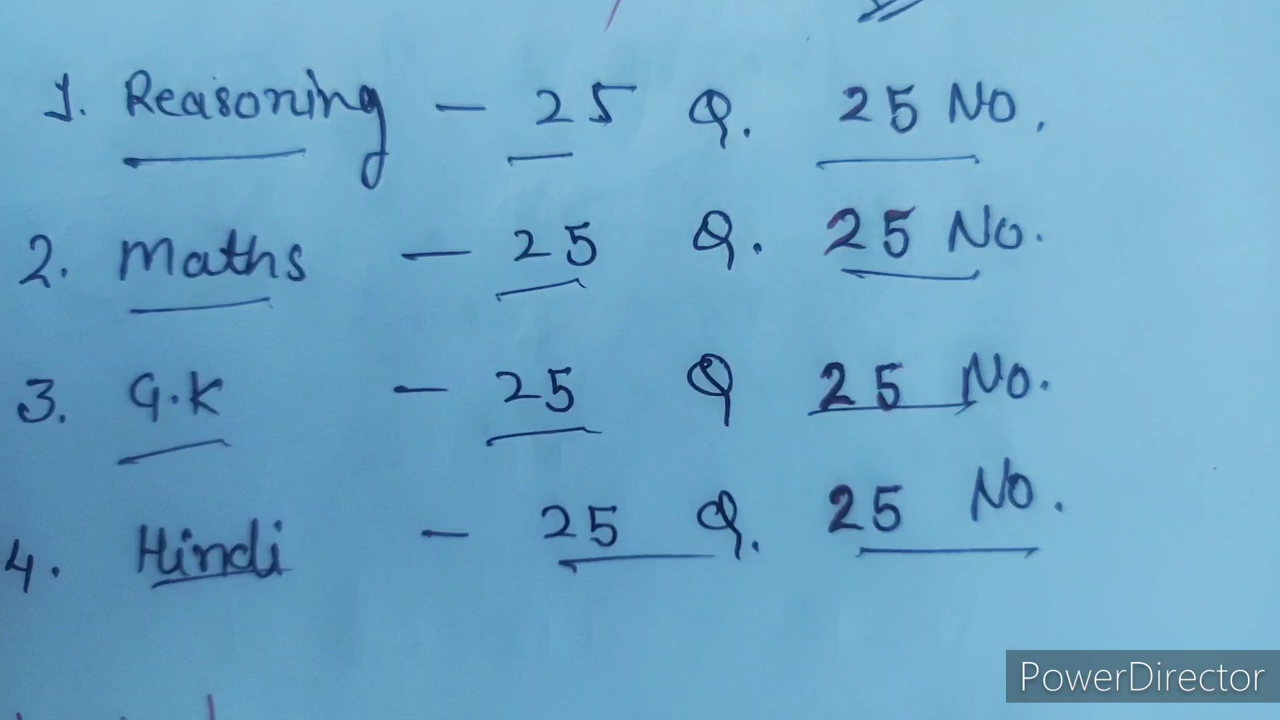 1. Reasoning - 25 Q. 25 No.
2. Maths - 25 Q. 25 No.
3. G.K - 25 Q 25 No.
4. Hindi - 25 Q. 25 No.
PowerDirector